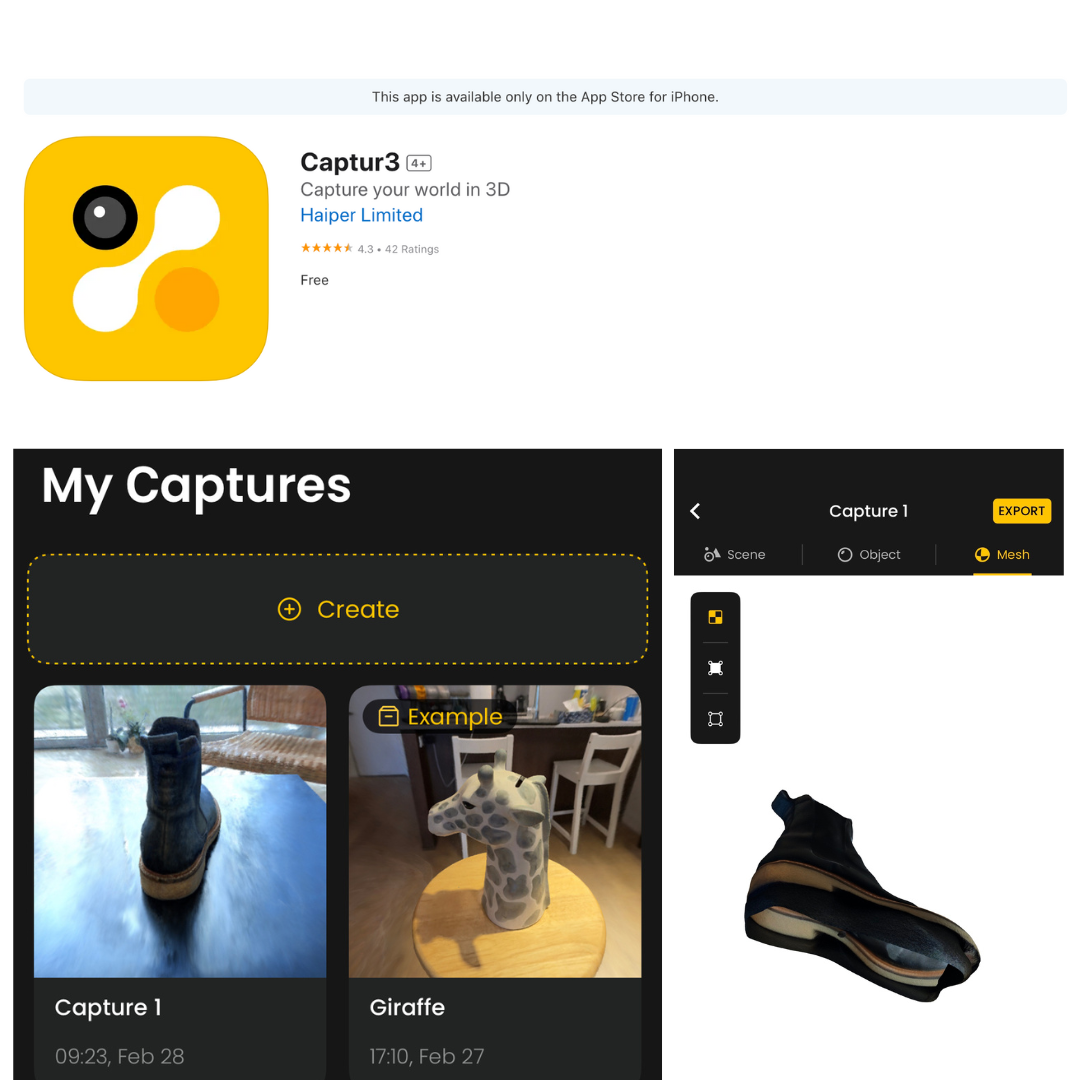 This app is available only on the App Store for iPhone.
Captur3 4+
Capture your world in 3D
Haiper Limited
4.3 • 42 Ratings
Free
My Captures
Create
Example
Capture 1
09:23, Feb 28
Giraffe
17:10, Feb 27
Capture 1
EXPORT
Scene
Object
Mesh